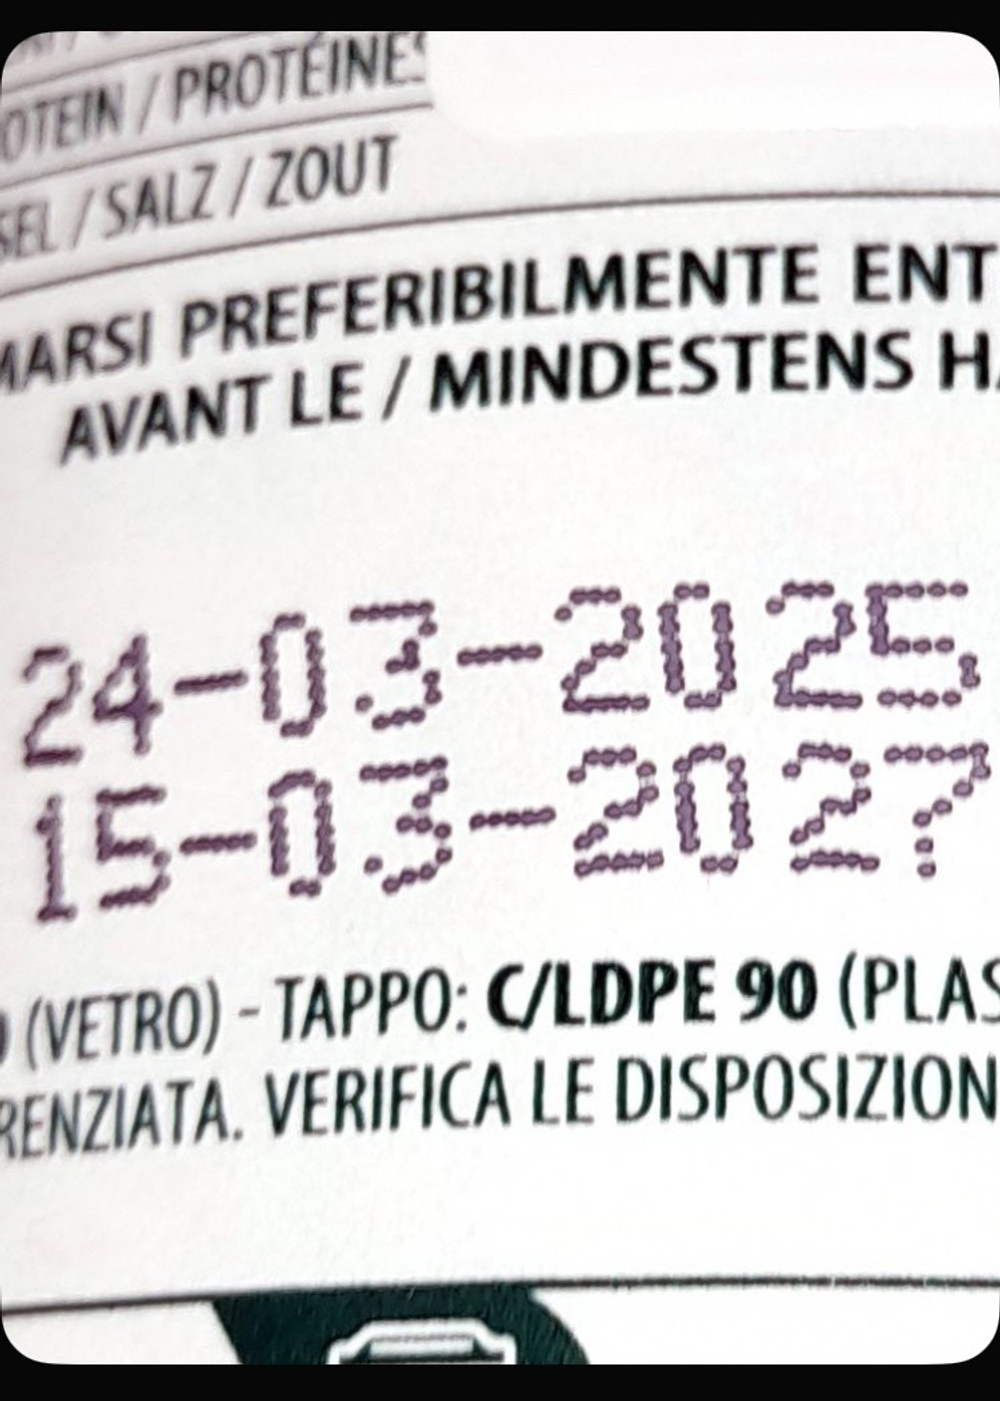 OTEIN / PROTÉINES
SEL / SALZ / ZOUT
MARSI PREFERIBILMENTE ENT
AVANT LE / MINDESTENS HA
24-03-2025
15-03-2027
(VETRO) - TAPPO: C/LDPE 90 (PLAS
RENZIATA. VERIFICA LE DISPOSIZION